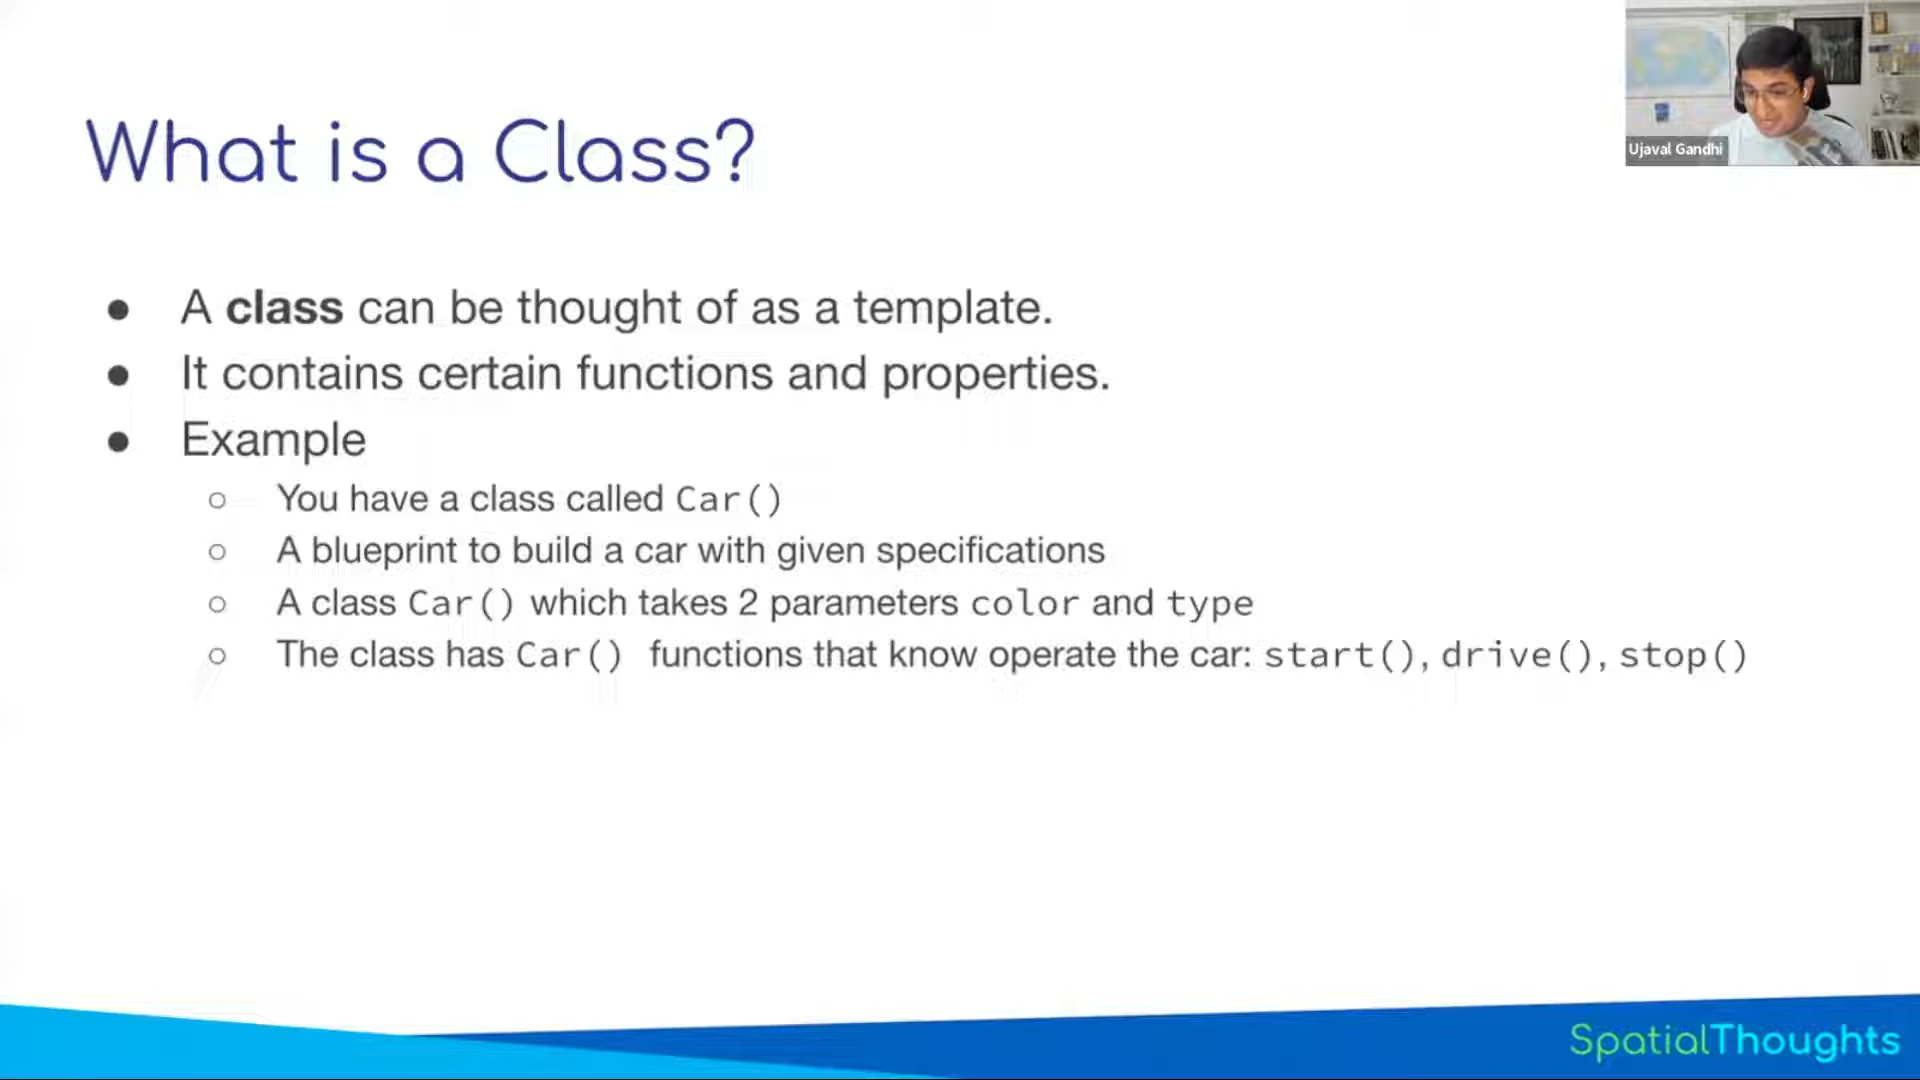 What is a Class?
Ujaval Gandhi
A class can be thought of as a template.
It contains certain functions and properties.
Example
You have a class called Car()
A blueprint to build a car with given specifications
A class Car() which takes 2 parameters color and type
The class has Car() functions that know operate the car: start(), drive(), stop()
SpatialThoughts